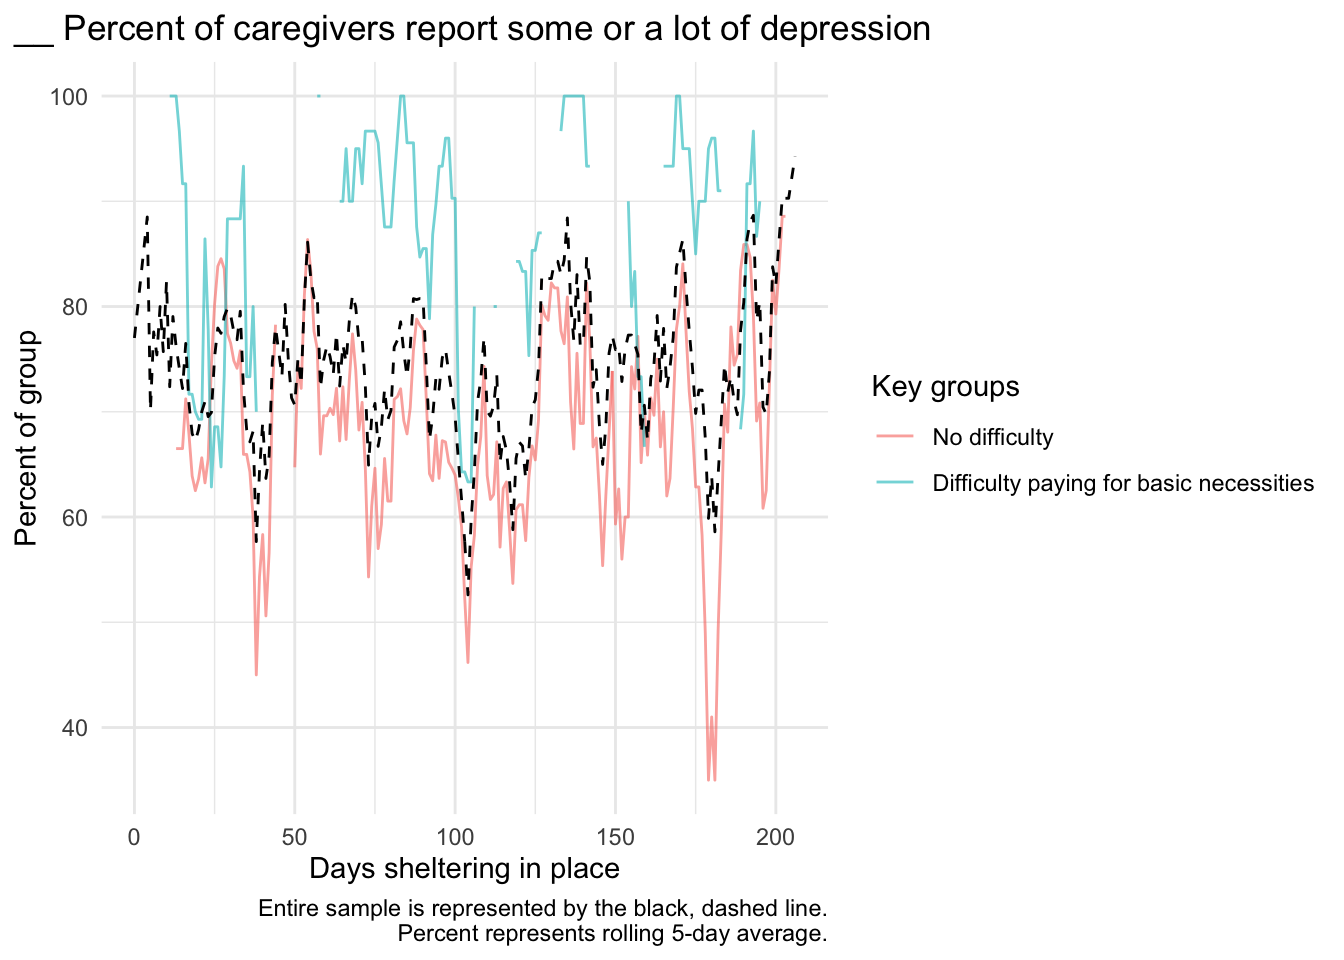 __ Percent of caregivers report some or a lot of depression
100
80
60
40
Percent of group
0 50 100 150 200
Days sheltering in place
Key groups
No difficulty
Difficulty paying for basic necessities
Entire sample is represented by the black, dashed line.
Percent represents rolling 5-day average.